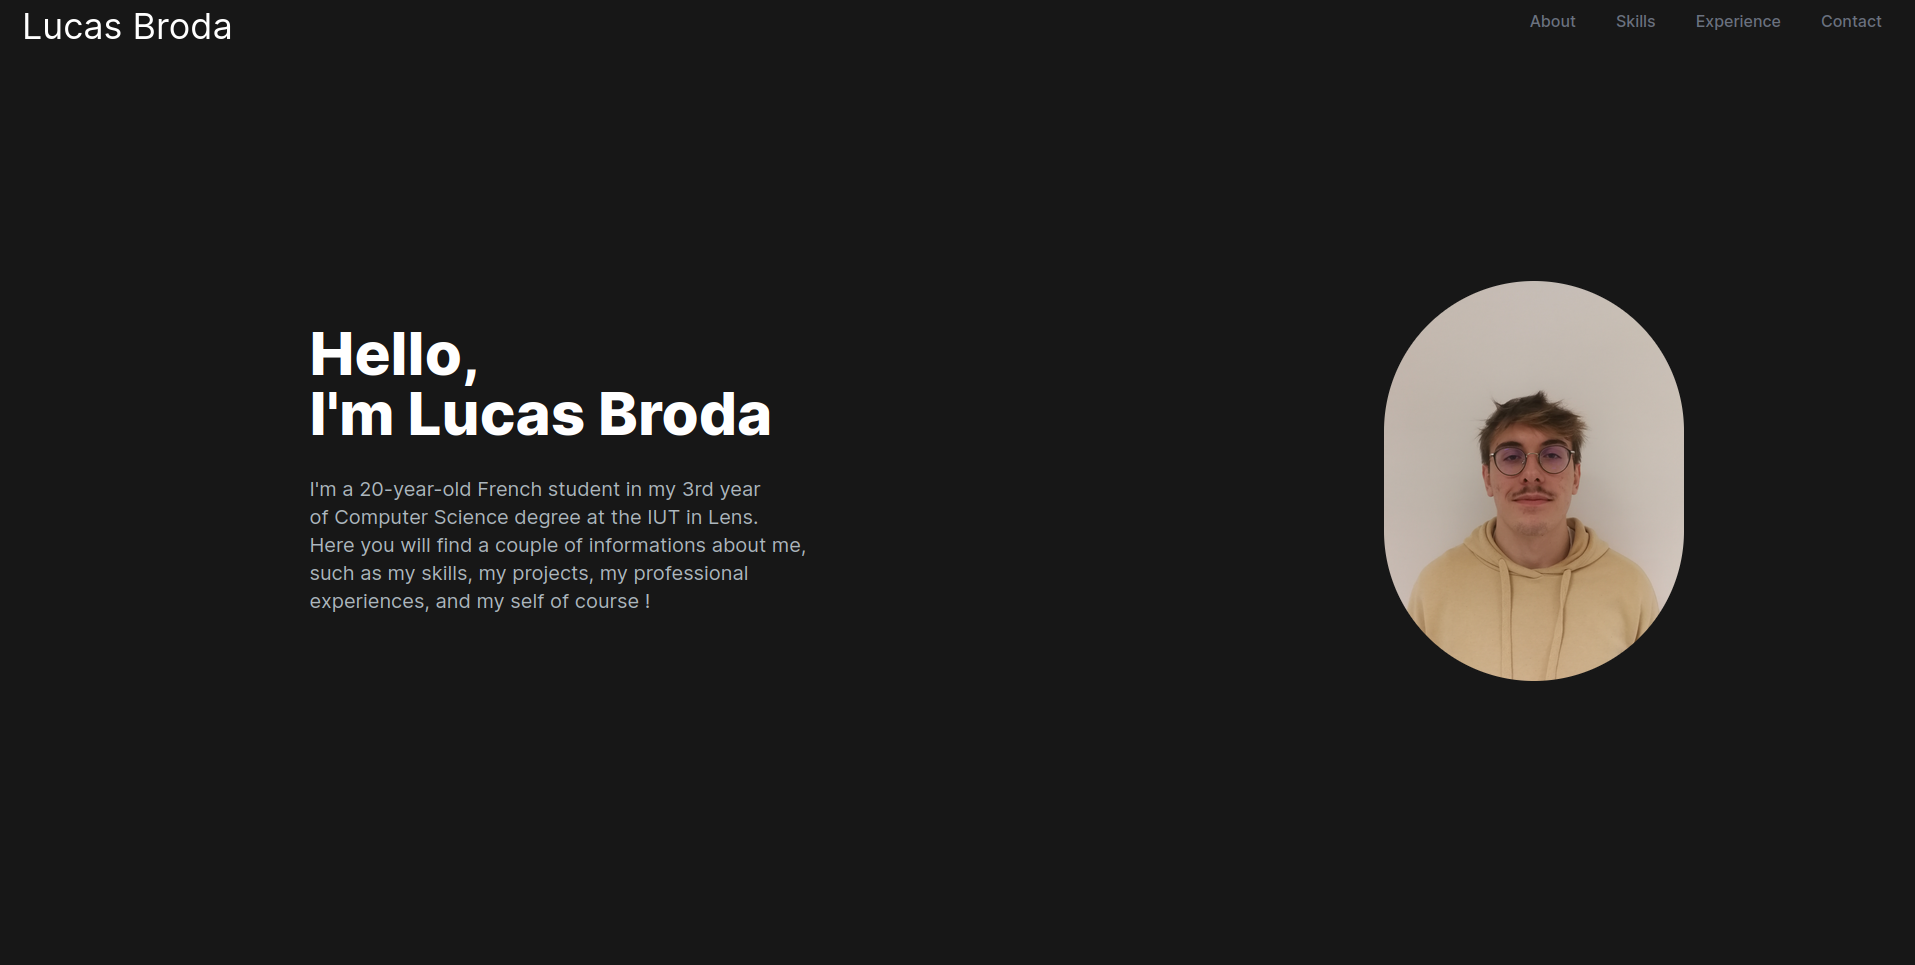 Lucas Broda
About Skills Experience Contact
Hello,
I'm Lucas Broda
I'm a 20-year-old French student in my 3rd year
of Computer Science degree at the IUT in Lens.
Here you will find a couple of informations about me,
such as my skills, my projects, my professional
experiences, and my self of course !